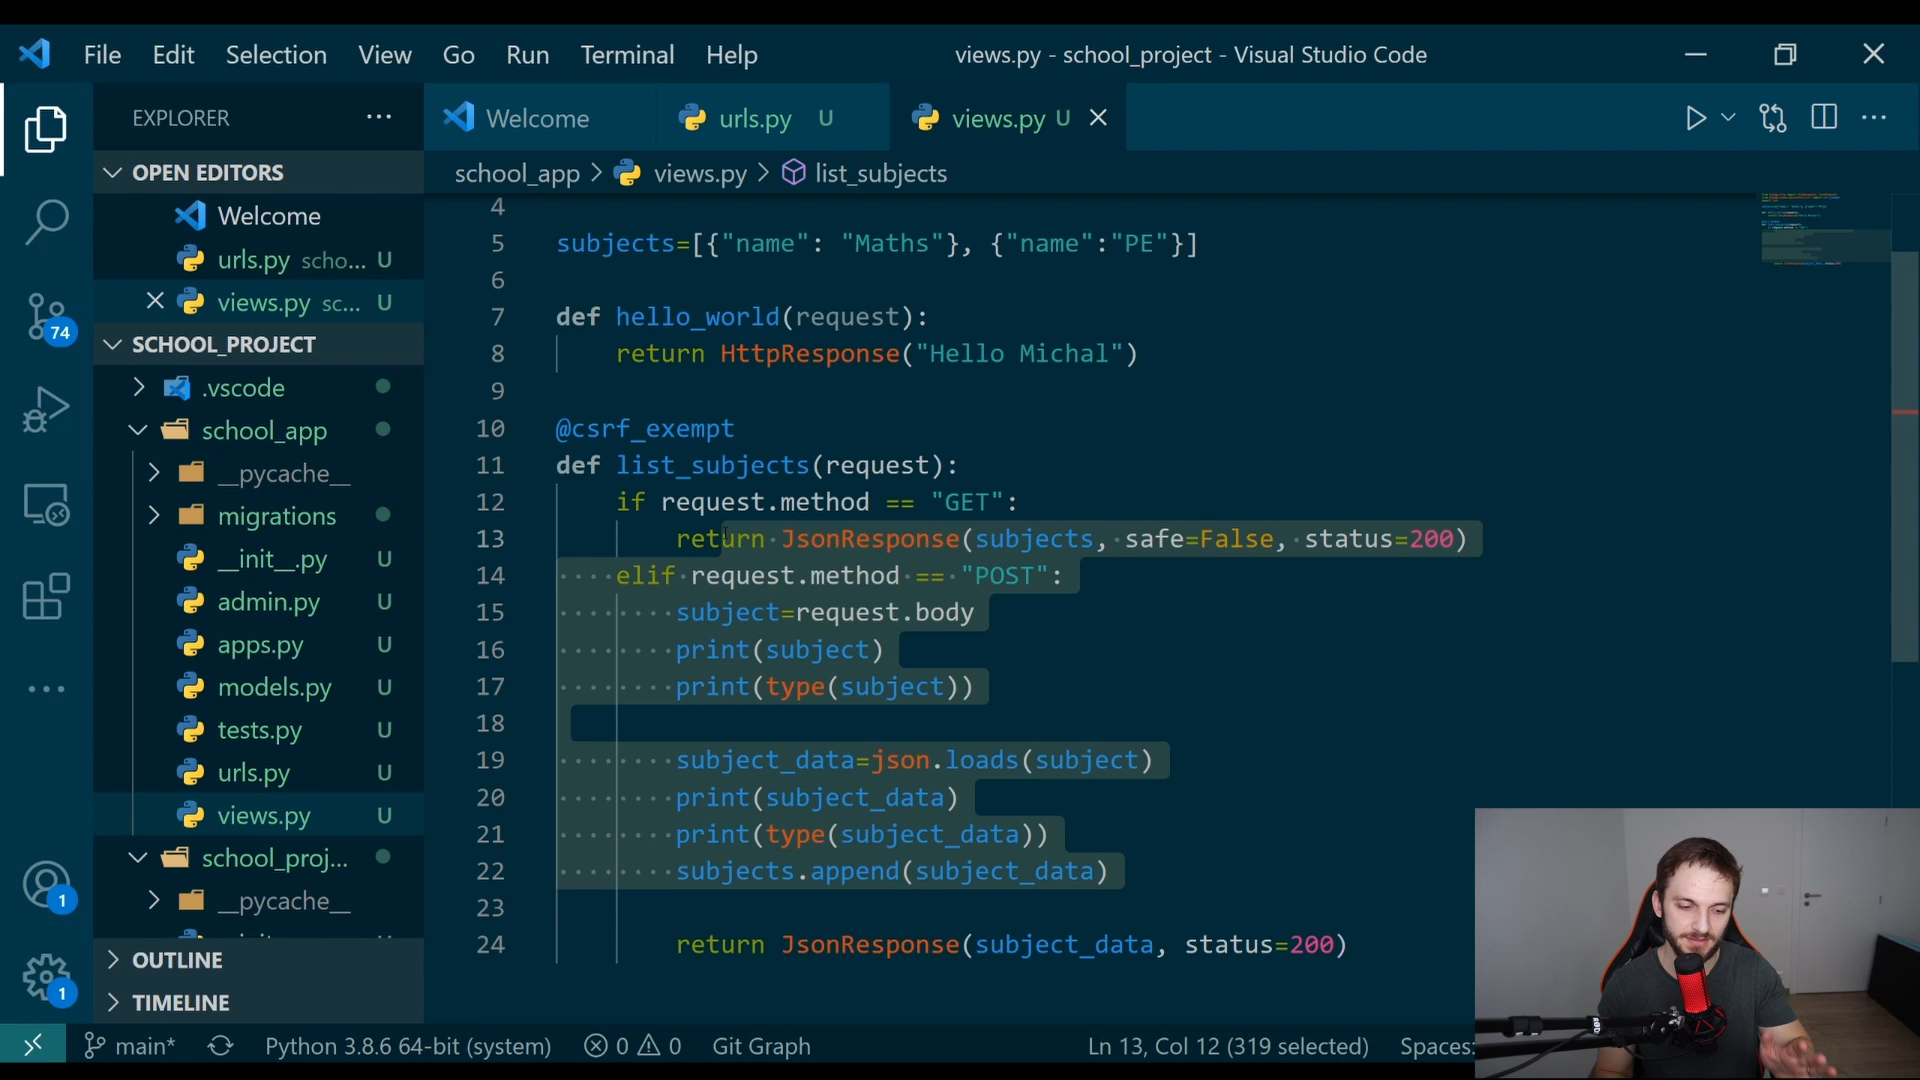 File Edit Selection View Go Run Terminal Help
views.py - school_project - Visual Studio Code
EXPLORER
Welcome
urls.py U
views.py U
school_app > views.py > list_subjects
OPEN EDITORS
Welcome
urls.py scho... U
views.py sc... U
SCHOOL_PROJECT
.vscode
school_app
__pycache__
migrations
__init__.py U
admin.py U
apps.py U
models.py U
tests.py U
urls.py U
views.py U
school_proj...
__pycache__
OUTLINE
TIMELINE
74
1
1
4
5 subjects=[{"name": "Maths"}, {"name":"PE"}]
6
7 def hello_world(request):
8 return HttpResponse("Hello Michal")
9
10 @csrf_exempt
11 def list_subjects(request):
12 if request.method == "GET":
13 return JsonResponse(subjects, safe=False, status=200)
14 elif request.method == "POST":
15 subject=request.body
16 print(subject)
17 print(type(subject))
18
19 subject_data=json.loads(subject)
20 print(subject_data)
21 print(type(subject_data))
22 subjects.append(subject_data)
23
24 return JsonResponse(subject_data, status=200)
main* Python 3.8.6 64-bit (system) 0 0 Git Graph Ln 13, Col 12 (319 selected) Spaces: